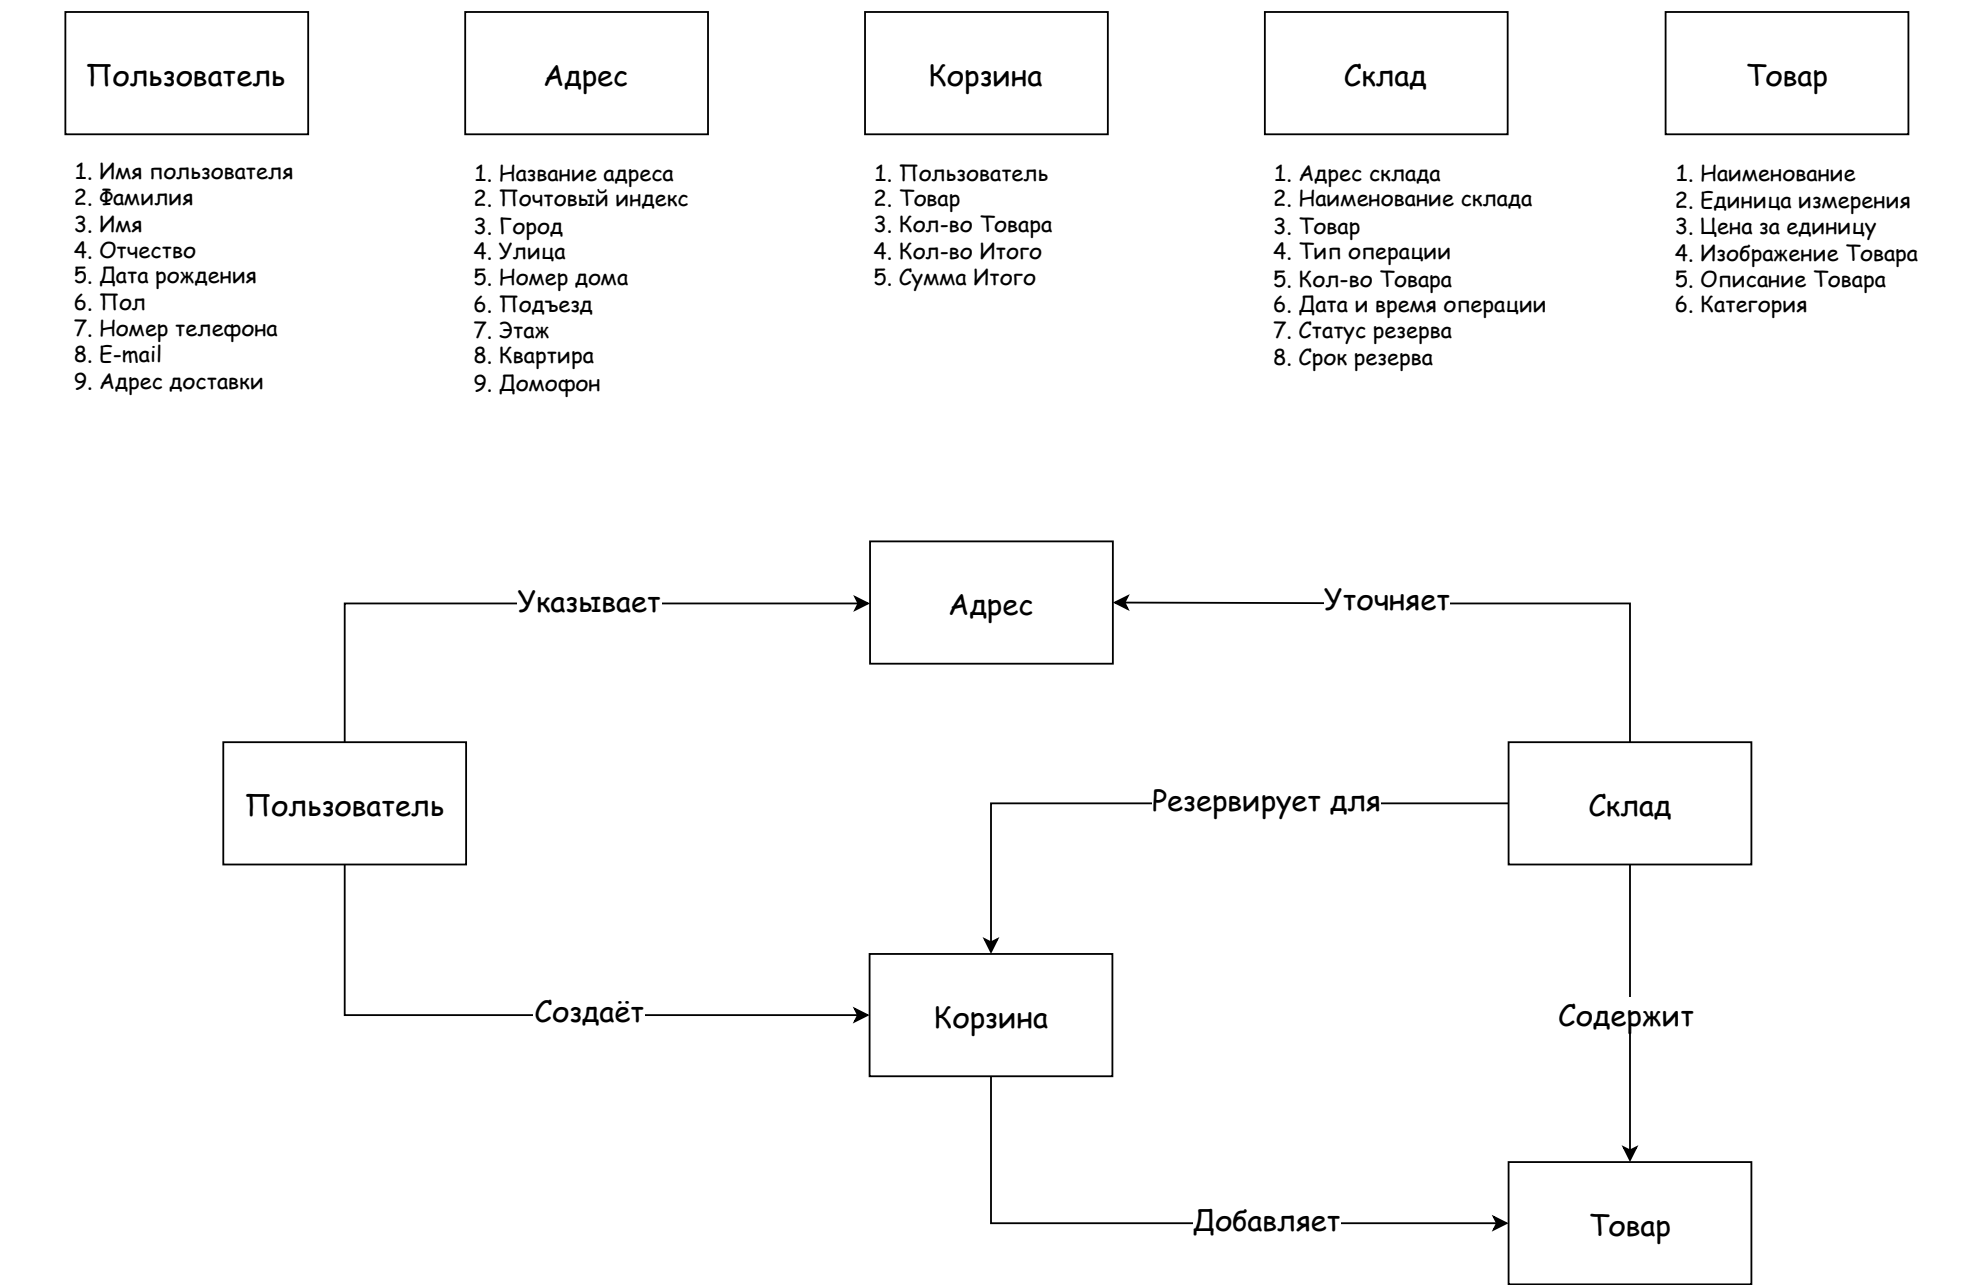 Пользователь
Адрес
Корзина
Склад
Товар
1. Имя пользователя
2. Фамилия
3. Имя
4. Отчество
5. Дата рождения
6. Пол
7. Номер телефона
8. E-mail
9. Адрес доставки
1. Название адреса
2. Почтовый индекс
3. Город
4. Улица
5. Номер дома
6. Подъезд
7. Этаж
8. Квартира
9. Домофон
1. Пользователь
2. Товар
3. Кол-во Товара
4. Кол-во Итого
5. Сумма Итого
1. Адрес склада
2. Наименование склада
3. Товар
4. Тип операции
5. Кол-во Товара
6. Дата и время операции
7. Статус резерва
8. Срок резерва
1. Наименование
2. Единица измерения
3. Цена за единицу
4. Изображение Товара
5. Описание Товара
6. Категория
Указывает
Адрес
Уточняет
Пользователь
Резервирует для
Склад
Создаёт
Корзина
Содержит
Добавляет
Товар